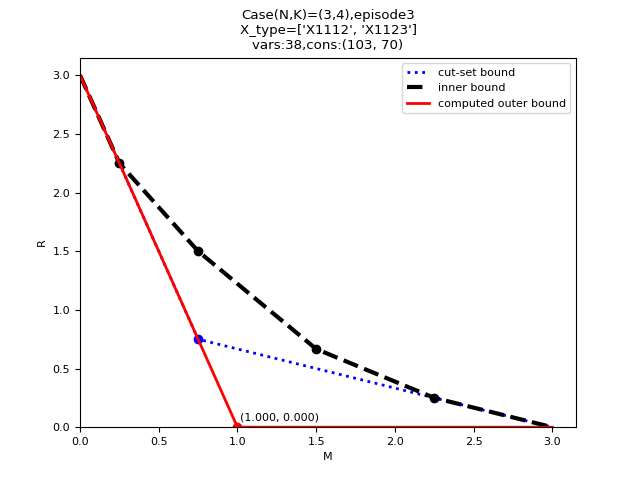 Case(N,K)=(3,4),episode3
X_type=['X1112', 'X1123']
vars:38,cons:(103, 70)
cut-set bound
inner bound
computed outer bound
3.0
2.5
2.0
1.5
1.0
0.5
0.0
R
(1.000, 0.000)
0.0 0.5 1.0 1.5 2.0 2.5 3.0
M